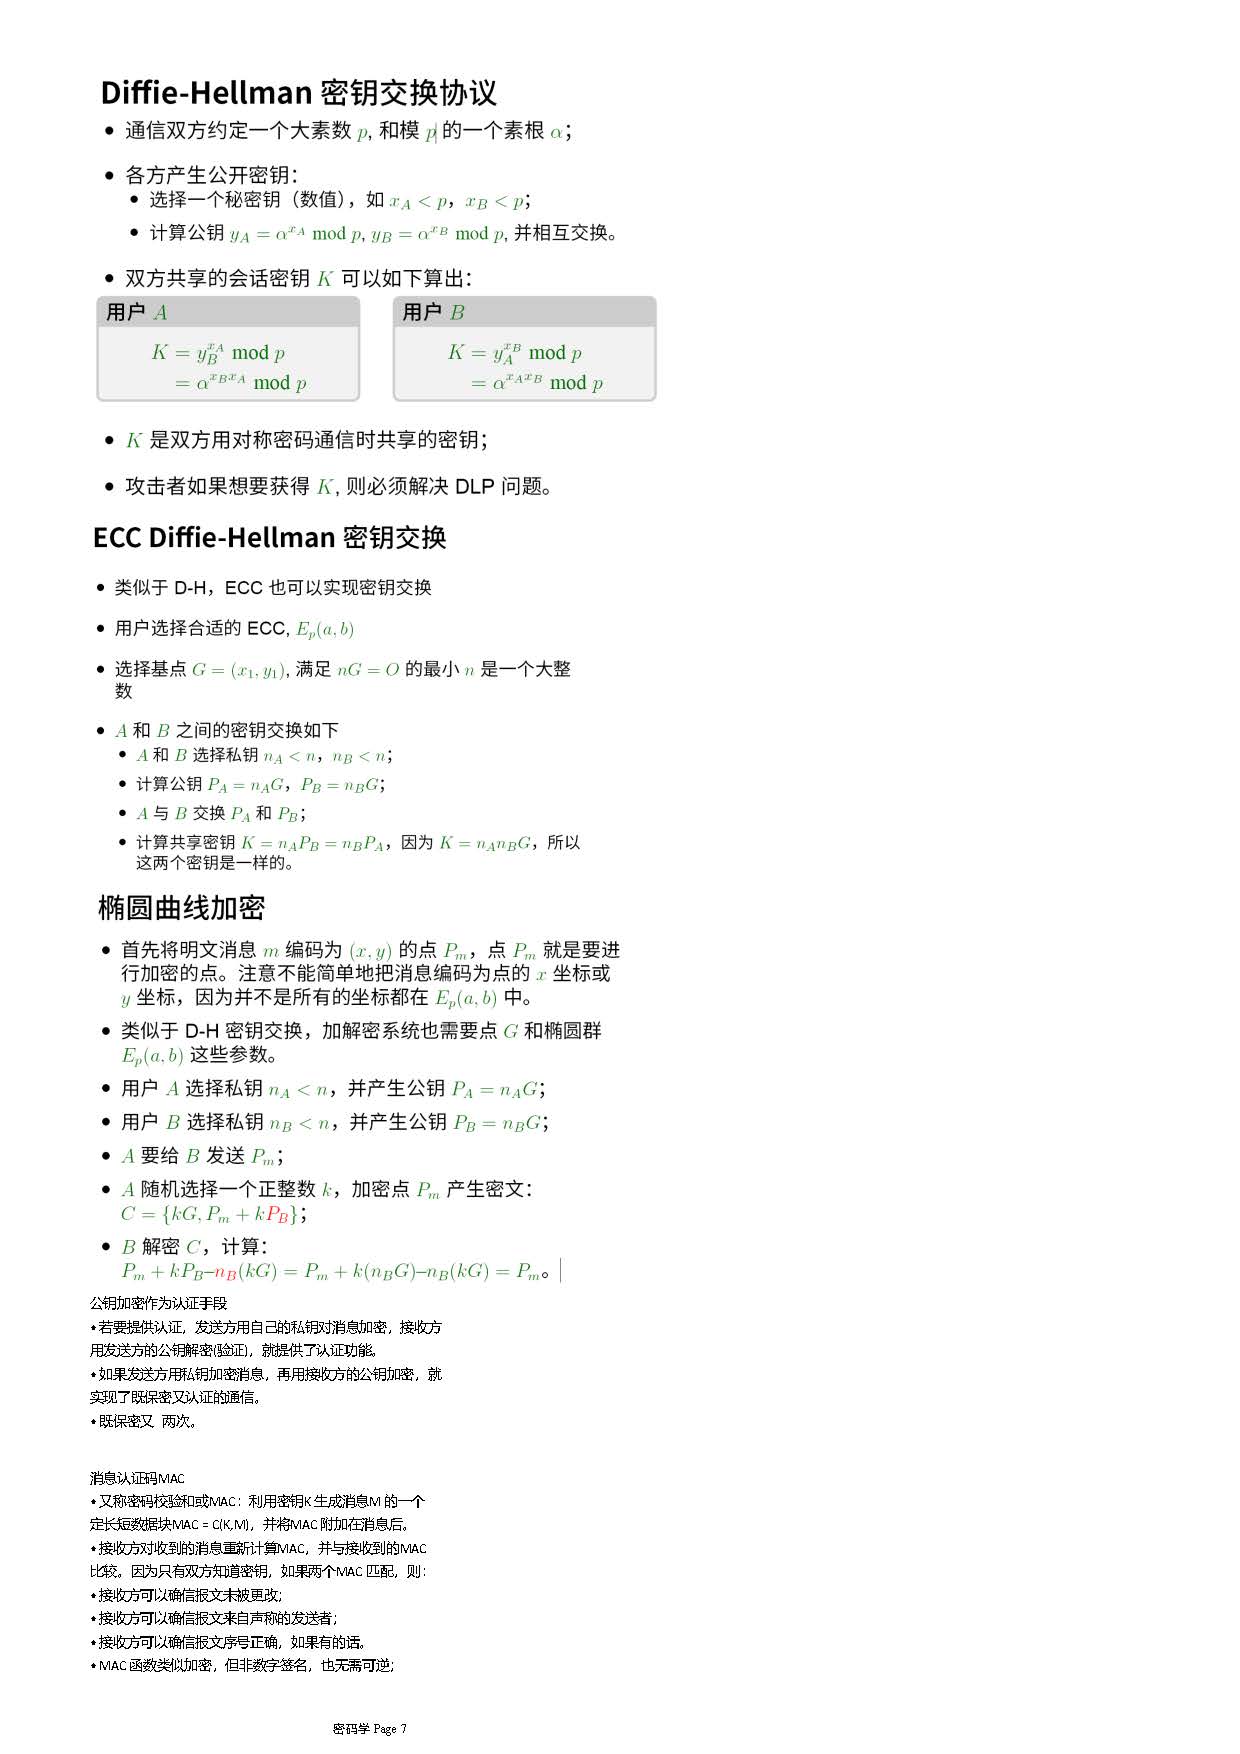 Diffie-Hellman 密钥交换协议
• 通信双方约定一个大素数 p, 和模 p 的一个素根 α；
• 各方产生公开密钥：
• 选择一个秘密钥（数值），如 x_A < p，x_B < p；
• 计算公钥 y_A = α^{x_A} mod p, y_B = α^{x_B} mod p, 并相互交换。
• 双方共享的会话密钥 K 可以如下算出：
用户 A
K = y_B^{x_A} mod p
= α^{x_B x_A} mod p
用户 B
K = y_A^{x_B} mod p
= α^{x_A x_B} mod p
• K 是双方用对称密码通信时共享的密钥；
• 攻击者如果想要获得 K, 则必须解决 DLP 问题。
ECC Diffie-Hellman 密钥交换
• 类似于 D-H，ECC 也可以实现密钥交换
• 用户选择合适的 ECC, E_p(a, b)
• 选择基点 G = (x_1, y_1), 满足 nG = O 的最小 n 是一个大整
数
• A 和 B 之间的密钥交换如下
• A 和 B 选择私钥 n_A < n，n_B < n；
• 计算公钥 P_A = n_A G，P_B = n_B G；
• A 与 B 交换 P_A 和 P_B；
• 计算共享密钥 K = n_A P_B = n_B P_A，因为 K = n_A n_B G，所以
这两个密钥是一样的。
椭圆曲线加密
• 首先将明文消息 m 编码为 (x, y) 的点 P_m，点 P_m 就是要进
行加密的点。注意不能简单地把消息编码为点的 x 坐标或
y 坐标，因为并不是所有的坐标都在 E_p(a, b) 中。
• 类似于 D-H 密钥交换，加解密系统也需要点 G 和椭圆群
E_p(a, b) 这些参数。
• 用户 A 选择私钥 n_A < n，并产生公钥 P_A = n_A G；
• 用户 B 选择私钥 n_B < n，并产生公钥 P_B = n_B G；
• A 要给 B 发送 P_m；
• A 随机选择一个正整数 k，加密点 P_m 产生密文：
C = {kG, P_m + kP_B}；
• B 解密 C，计算：
P_m + kP_B–n_B(kG) = P_m + k(n_B G)–n_B(kG) = P_m。
公钥加密作为认证手段
•若要提供认证，发送方用自己的私钥对消息加密，接收方
用发送方的公钥解密(验证)，就提供了认证功能。
•如果发送方用私钥加密消息，再用接收方的公钥加密，就
实现了既保密又认证的通信。
•既保密又 两次。
消息认证码MAC
•又称密码校验和或MAC：利用密钥K 生成消息M 的一个
定长短数据块MAC = C(K,M)，并将MAC 附加在消息后。
•接收方对收到的消息重新计算MAC，并与接收到的MAC
比较。因为只有双方知道密钥，如果两个MAC 匹配，则：
•接收方可以确信报文未被更改；
•接收方可以确信报文来自声称的发送者；
•接收方可以确信报文序号正确，如果有的话。
•MAC 函数类似加密，但非数字签名，也无需可逆；
密码学 Page 7